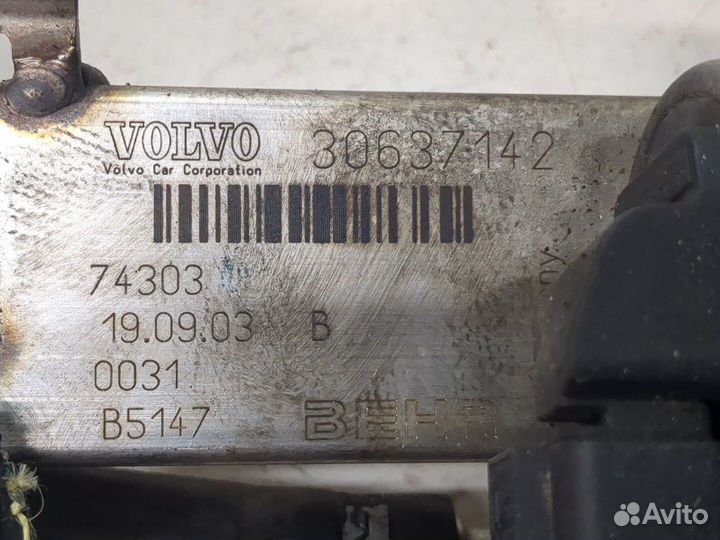 VOLVO 30637142
Volvo Car Corporation
74303
19.09.03 B
0031
B5147 BEHR
Avito